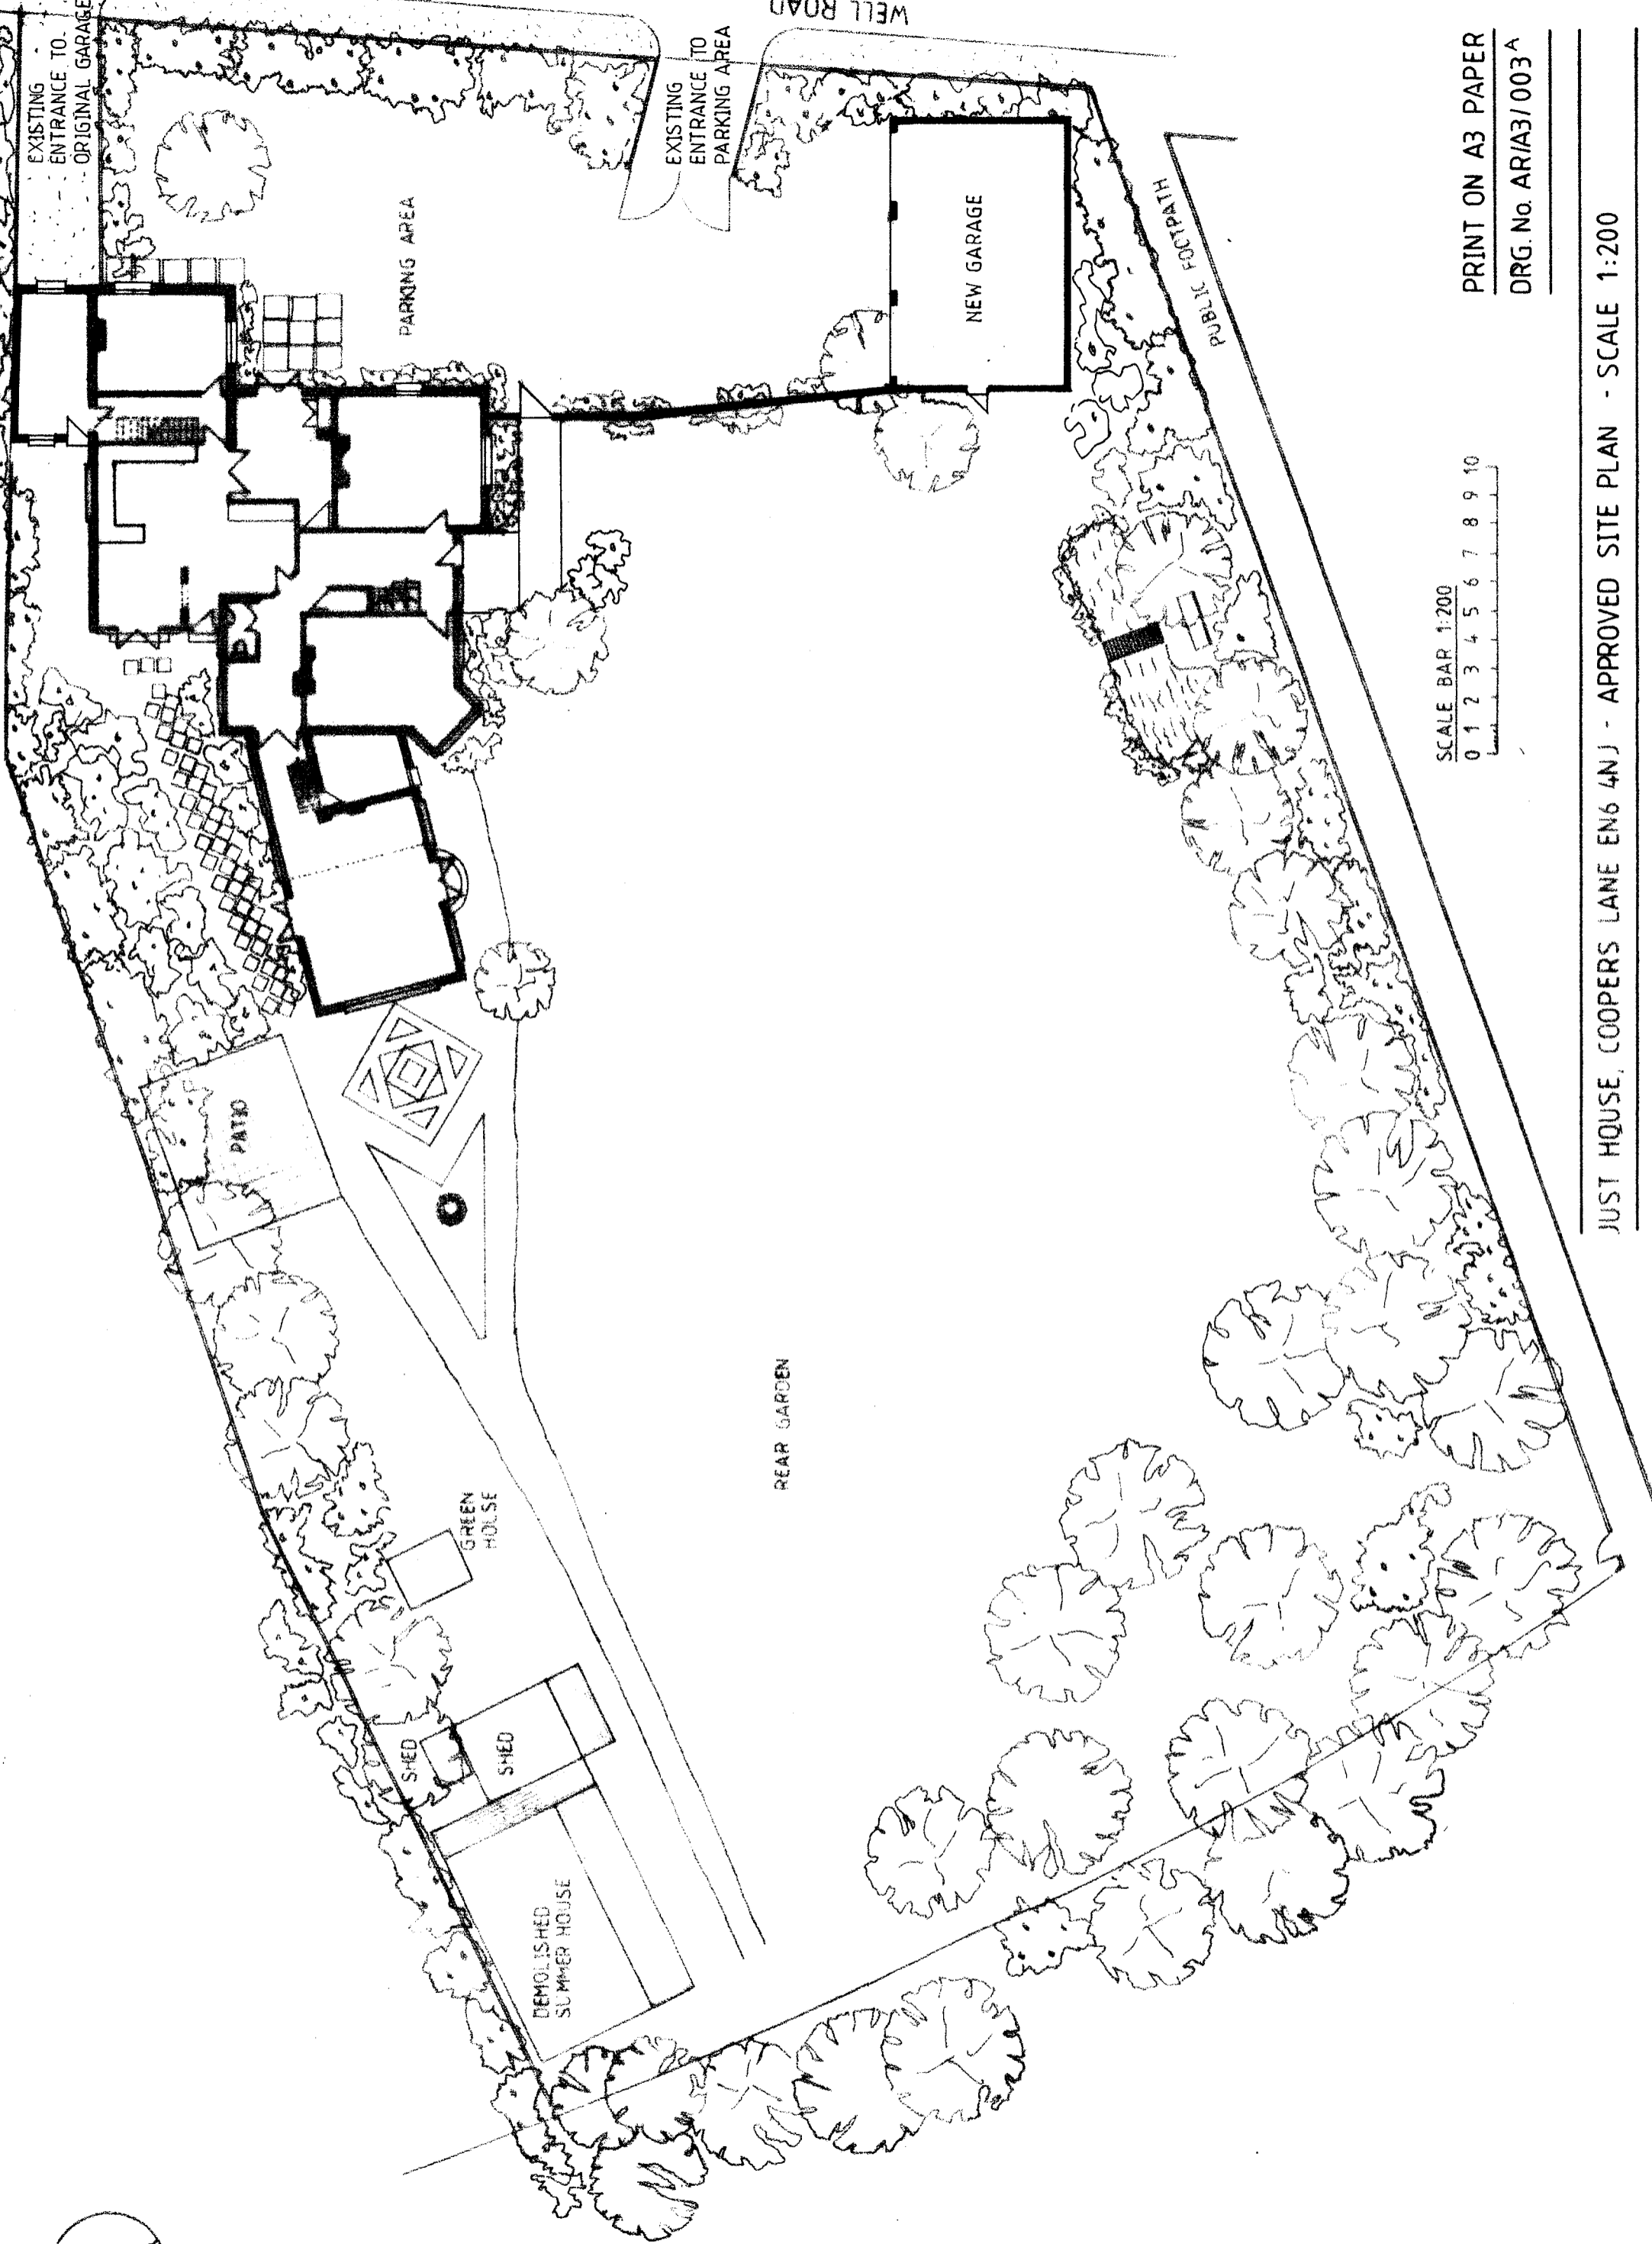 WELL ROAD
EXISTING
ENTRANCE TO
ORIGINAL GARAGE
EXISTING
ENTRANCE TO
PARKING AREA
PARKING AREA
NEW GARAGE
PUBLIC FOOTPATH
PATIO
REAR GARDEN
GREEN
HOUSE
SHED
SHED
DEMOLISHED
SUMMER HOUSE
SCALE BAR 1:200
0 1 2 3 4 5 6 7 8 9 10
PRINT ON A3 PAPER
DRG. No. AR/A3/003 A
JUST HOUSE, COOPERS LANE EN6 4NJ - APPROVED SITE PLAN - SCALE 1:200